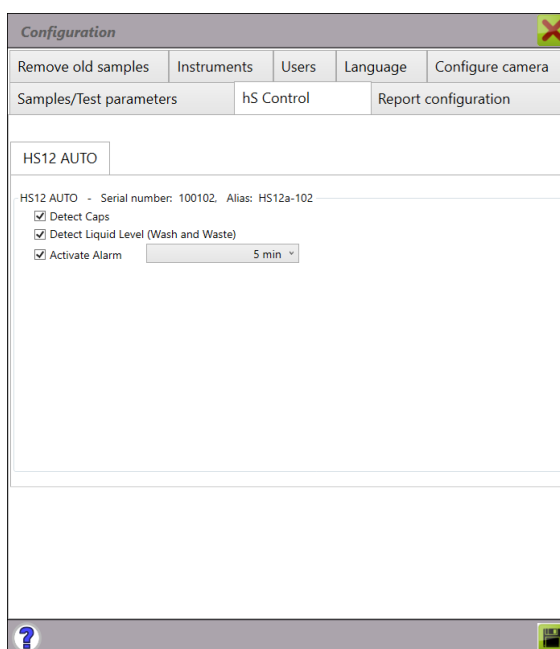 Configuration
Remove old samples Instruments Users Language Configure camera
Samples/Test parameters hS Control Report configuration
HS12 AUTO
HS12 AUTO - Serial number: 100102, Alias: HS12a-102
Detect Caps
Detect Liquid Level (Wash and Waste)
Activate Alarm 5 min
?